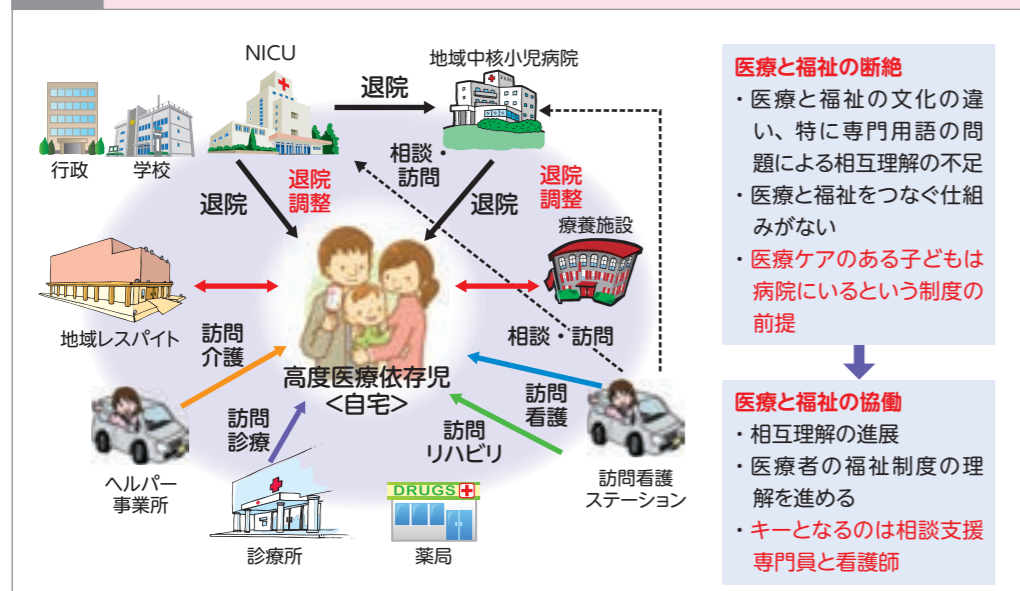 NICU
地域中核小児病院
退院
行政
学校
相談・
訪問
退院
退院
調整
退院
退院
調整
療養施設
地域レスパイト
訪問
介護
相談・訪問
高度医療依存児
<自宅>
訪問
診療
訪問
看護
訪問
リハビリ
ヘルパー
事業所
DRUGS
訪問看護
ステーション
診療所
薬局
医療と福祉の断絶
・医療と福祉の文化の違
い、特に専門用語の問
題による相互理解の不足
・医療と福祉をつなぐ仕組
みがない
・医療ケアのある子どもは
病院にいるという制度の
前提
医療と福祉の協働
・相互理解の進展
・医療者の福祉制度の理
解を進める
・キーとなるのは相談支援
専門員と看護師